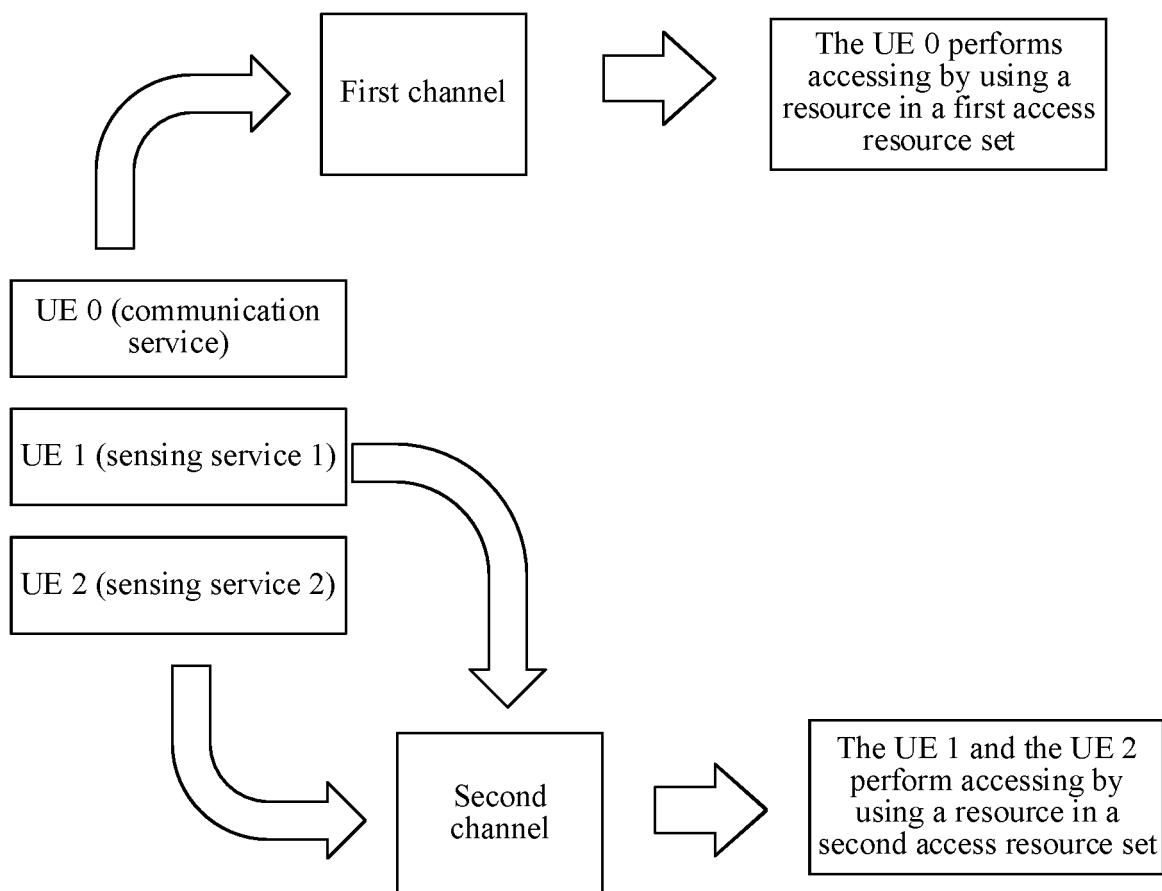 First channel
The UE 0 performs
accessing by using a
resource in a first access
resource set
UE 0 (communication
service)
UE 1 (sensing service 1)
UE 2 (sensing service 2)
Second
channel
The UE 1 and the UE 2
perform accessing by
using a resource in a
second access resource set